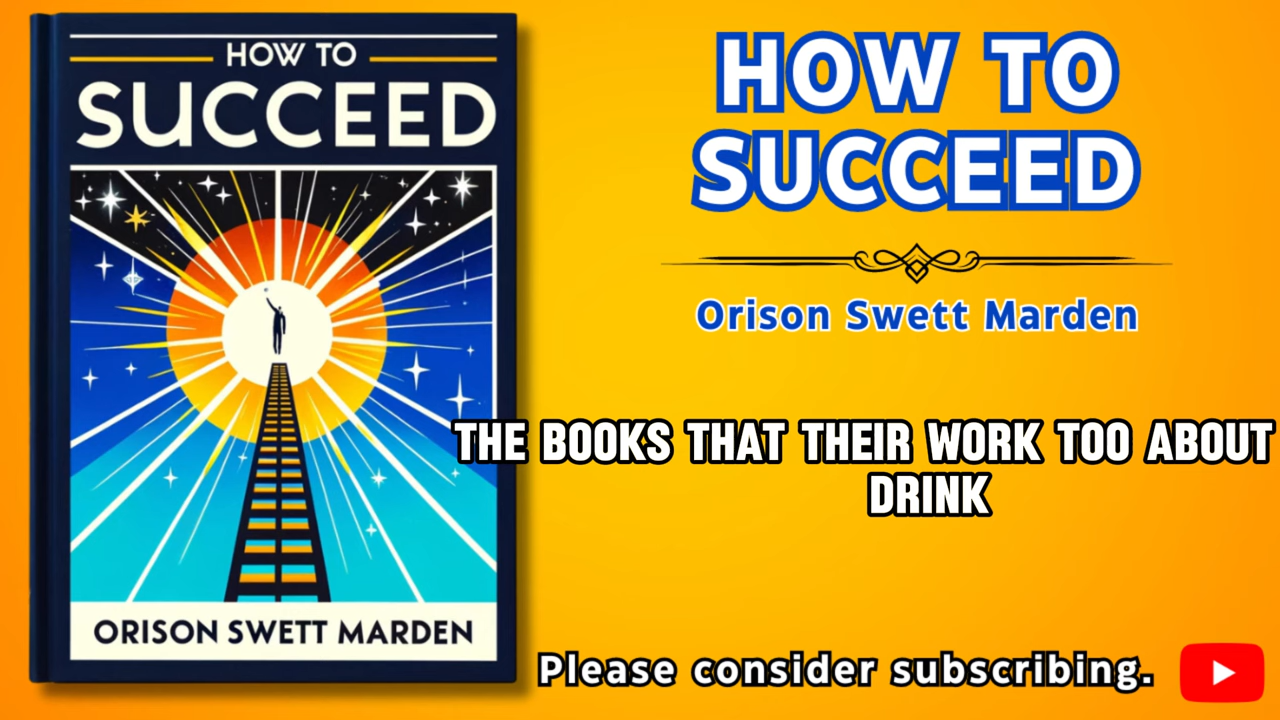 HOW TO
SUCCEED
ORISON SWETT MARDEN
HOW TO
SUCCEED
Orison Swett Marden
THE BOOKS THAT THEIR WORK TOO ABOUT
DRINK
Please consider subscribing.